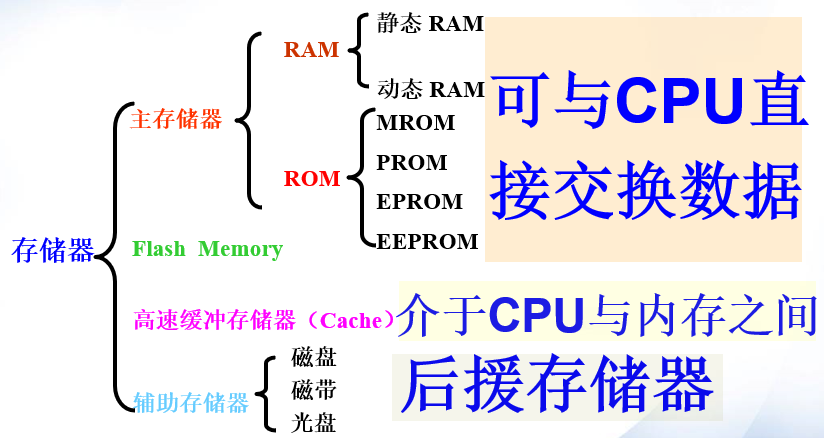 存储器
主存储器
RAM
静态 RAM
动态 RAM
ROM
MROM
PROM
EPROM
EEPROM
可与CPU直
接交换数据
Flash Memory
高速缓冲存储器（Cache）
介于CPU与内存之间
辅助存储器
磁盘
磁带
光盘
后援存储器